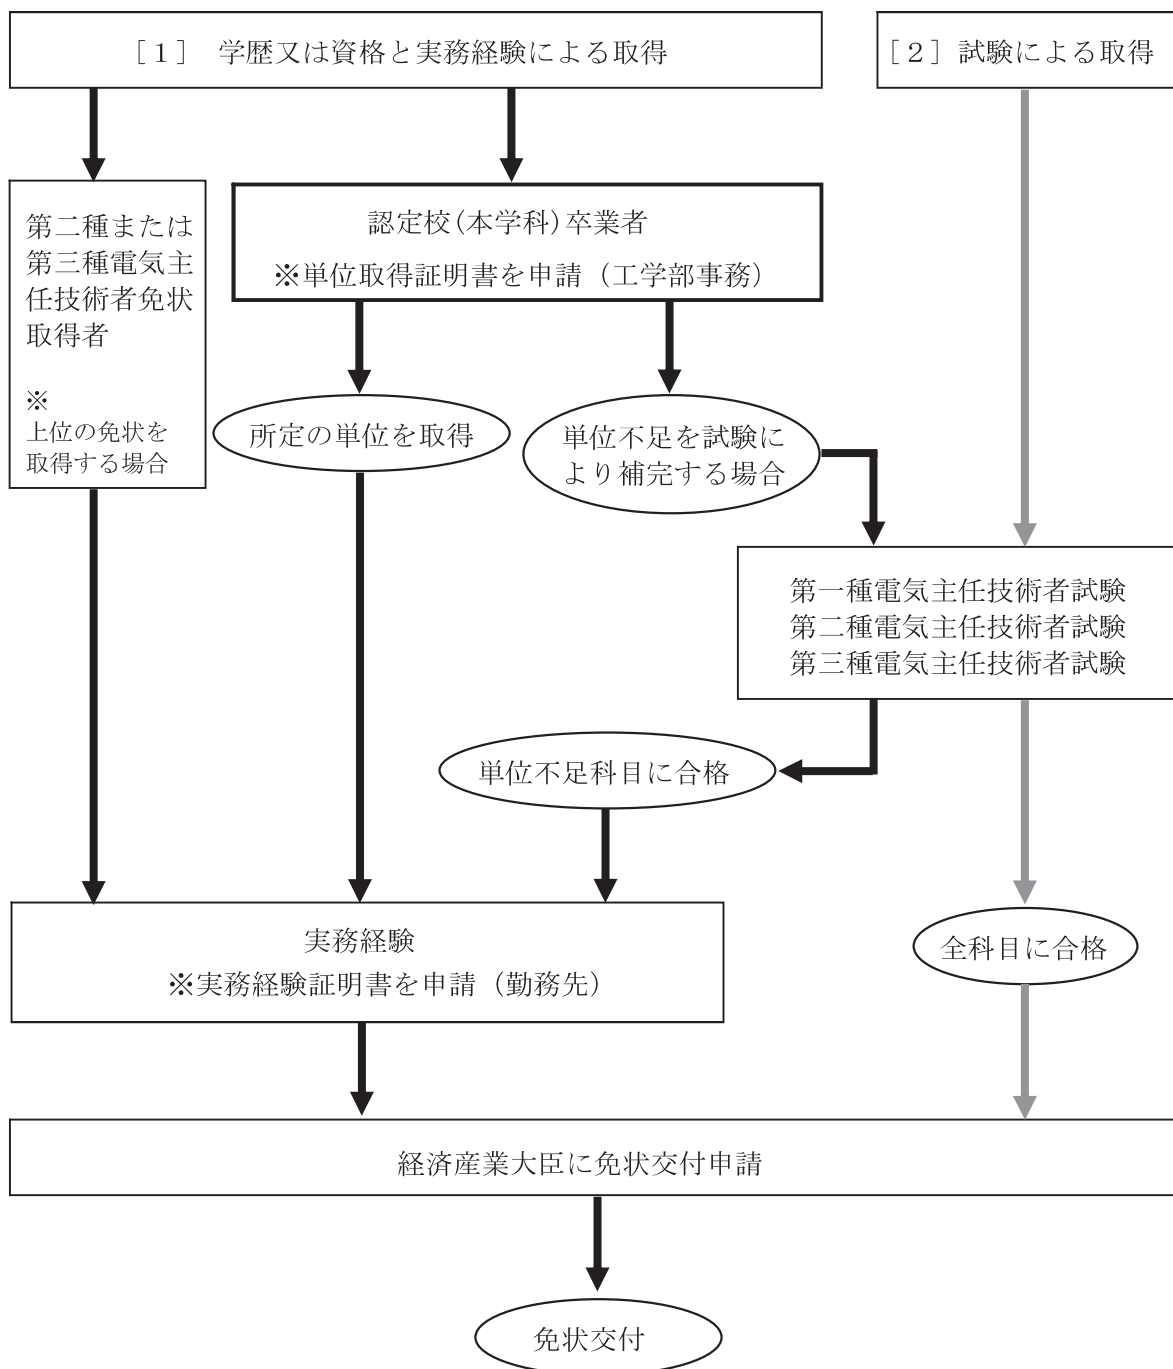 ［１］ 学歴又は資格と実務経験による取得
［２］試験による取得
第二種または
第三種電気主
任技術者免状
取得者
※
上位の免状を
取得する場合
認定校(本学科)卒業者
※単位取得証明書を申請（工学部事務）
所定の単位を取得
単位不足を試験に
より補完する場合
第一種電気主任技術者試験
第二種電気主任技術者試験
第三種電気主任技術者試験
単位不足科目に合格
実務経験
※実務経験証明書を申請（勤務先）
全科目に合格
経済産業大臣に免状交付申請
免状交付